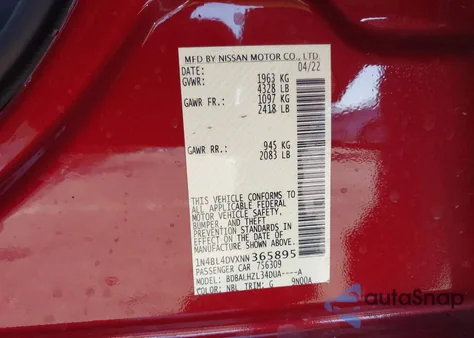 MFD BY NISSAN MOTOR CO., LTD
DATE: 04/22
GVWR: 1963 KG
4328 LB
GAWR FR.: 1097 KG
2418 LB
GAWR RR.: 945 KG
2083 LB
THIS VEHICLE CONFORMS TO
ALL APPLICABLE FEDERAL
MOTOR VEHICLE SAFETY,
BUMPER, AND THEFT
PREVENTION STANDARDS IN
EFFECT ON THE DATE OF
MANUFACTURE SHOWN ABOVE.
1N4BL4DVXNN365895
PASSENGER CAR 756309
MODEL: BDBALHZL34DUA----A
COLOR: NBL TRIM: G 9N00A
autoSnap